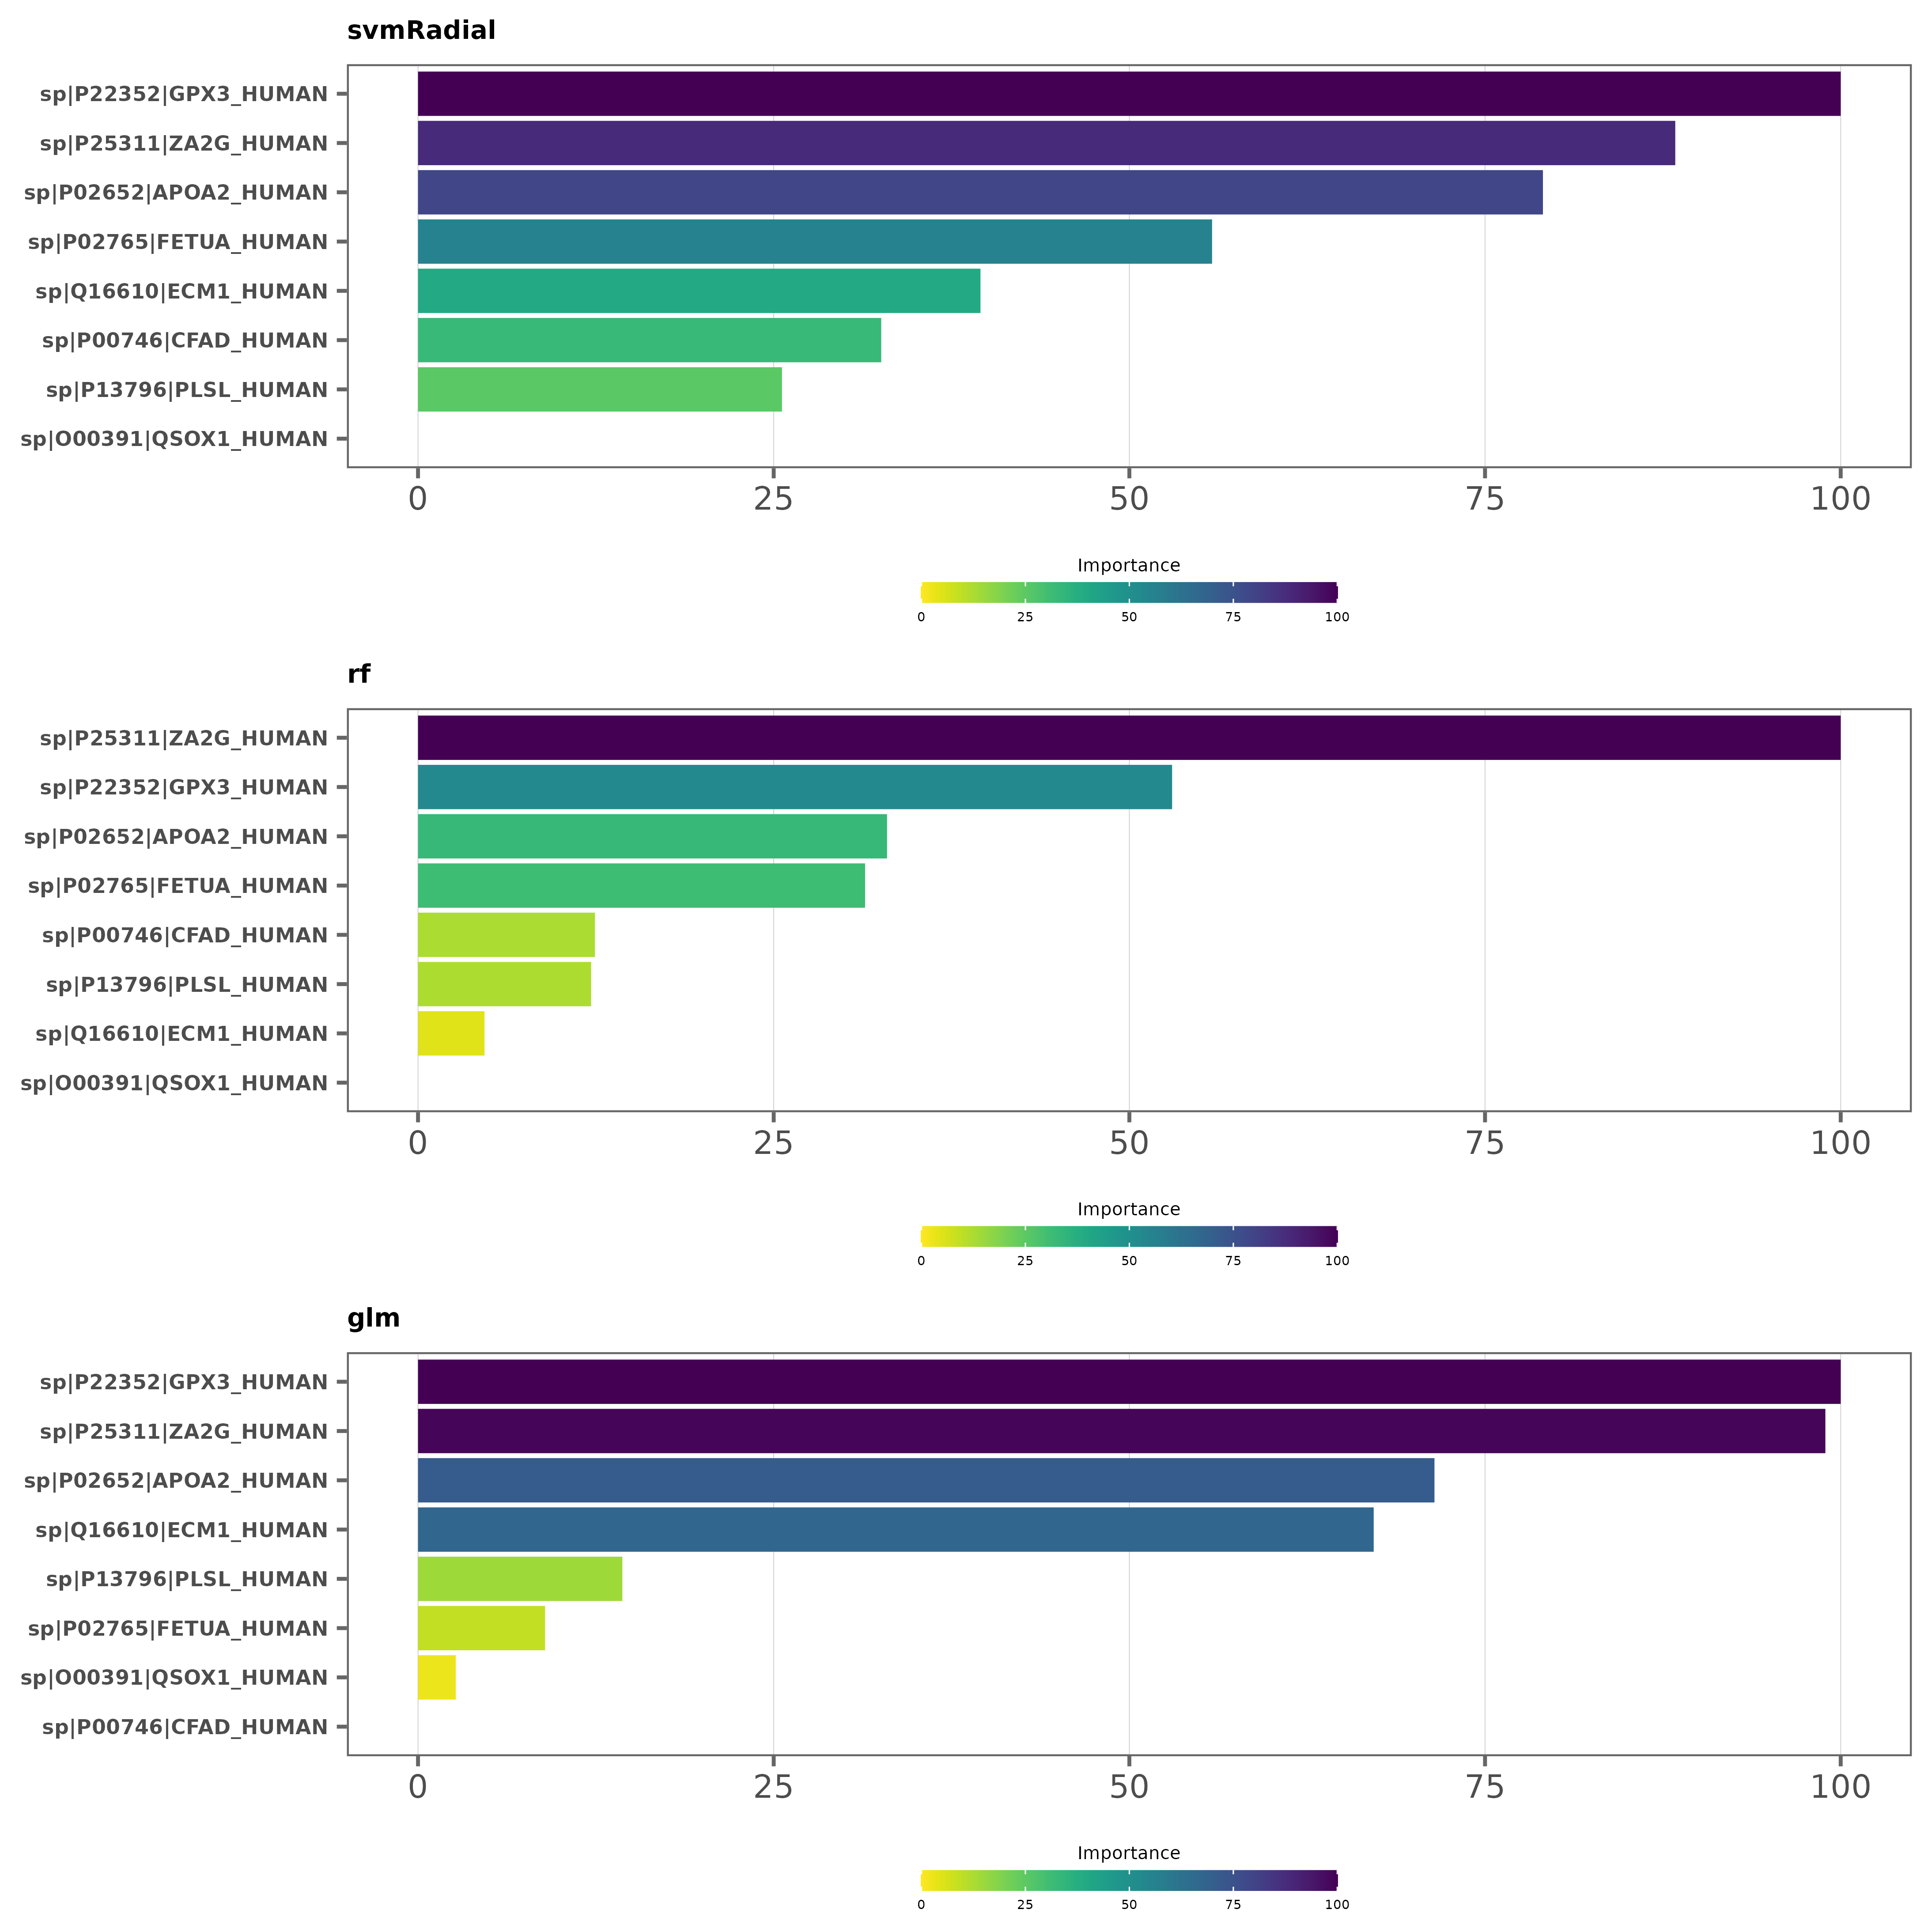 svmRadial
sp|P22352|GPX3_HUMAN
sp|P25311|ZA2G_HUMAN
sp|P02652|APOA2_HUMAN
sp|P02765|FETUA_HUMAN
sp|Q16610|ECM1_HUMAN
sp|P00746|CFAD_HUMAN
sp|P13796|PLSL_HUMAN
sp|O00391|QSOX1_HUMAN
0 25 50 75 100
Importance
0 25 50 75 100
rf
sp|P25311|ZA2G_HUMAN
sp|P22352|GPX3_HUMAN
sp|P02652|APOA2_HUMAN
sp|P02765|FETUA_HUMAN
sp|P00746|CFAD_HUMAN
sp|P13796|PLSL_HUMAN
sp|Q16610|ECM1_HUMAN
sp|O00391|QSOX1_HUMAN
0 25 50 75 100
Importance
0 25 50 75 100
glm
sp|P22352|GPX3_HUMAN
sp|P25311|ZA2G_HUMAN
sp|P02652|APOA2_HUMAN
sp|Q16610|ECM1_HUMAN
sp|P13796|PLSL_HUMAN
sp|P02765|FETUA_HUMAN
sp|O00391|QSOX1_HUMAN
sp|P00746|CFAD_HUMAN
0 25 50 75 100
Importance
0 25 50 75 100